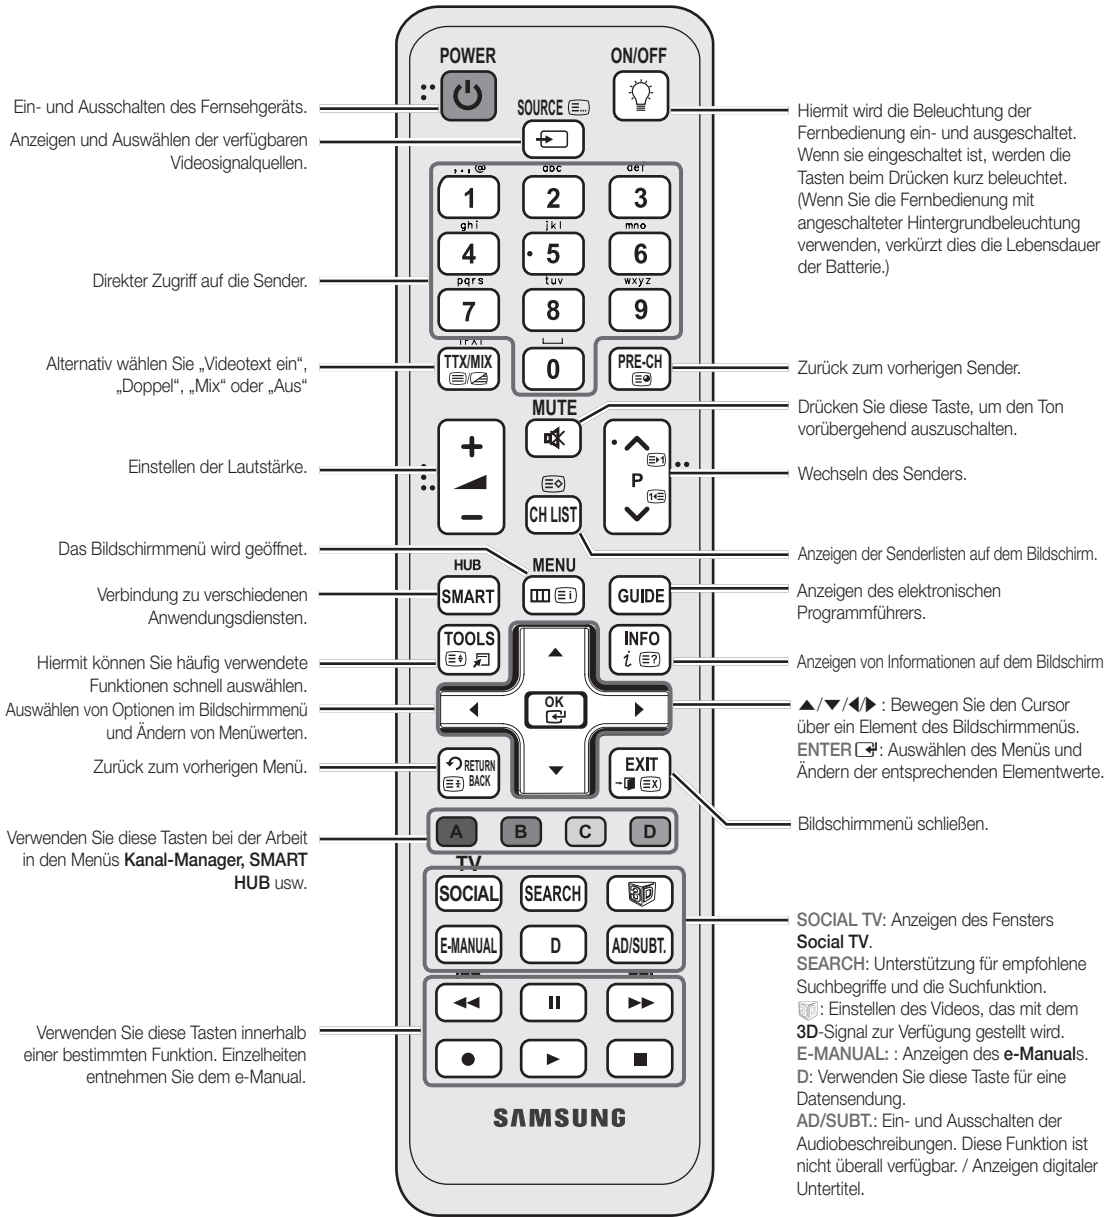 POWER
ON/OFF
SOURCE
Ein- und Ausschalten des Fernsehgeräts.
Anzeigen und Auswählen der verfügbaren
Videosignalquellen.
Hiermit wird die Beleuchtung der
Fernbedienung ein- und ausgeschaltet.
Wenn sie eingeschaltet ist, werden die
Tasten beim Drücken kurz beleuchtet.
(Wenn Sie die Fernbedienung mit
angeschalteter Hintergrundbeleuchtung
verwenden, verkürzt dies die Lebensdauer
der Batterie.)
. , , @ abc def
1 2 3
ghi jkl mno
4 5 6
pqrs tuv wxyz
7 8 9
Direkter Zugriff auf die Sender.
TTX/MIX
0
PRE-CH
Alternativ wählen Sie „Videotext ein“,
„Doppel“, „Mix“ oder „Aus“
Zurück zum vorherigen Sender.
MUTE
Drücken Sie diese Taste, um den Ton
vorübergehend auszuschalten.
+
P
−
Einstellen der Lautstärke.
Wechseln des Senders.
CH LIST
Anzeigen der Senderlisten auf dem Bildschirm.
Das Bildschirmmenü wird geöffnet.
HUB
MENU
SMART
GUIDE
Verbindung zu verschiedenen
Anwendungsdiensten.
Anzeigen des elektronischen
Programmführers.
TOOLS
INFO
i
Hiermit können Sie häufig verwendete
Funktionen schnell auswählen.
Anzeigen von Informationen auf dem Bildschirm
Auswählen von Optionen im Bildschirmmenü
und Ändern von Menüwerten.
OK
▲/▼/◀/▶ : Bewegen Sie den Cursor
über ein Element des Bildschirmmenüs.
ENTER : Auswählen des Menüs und
Ändern der entsprechenden Elementwerte.
Zurück zum vorherigen Menü.
RETURN
BACK
EXIT
Bildschirmmenü schließen.
A B C D
Verwenden Sie diese Tasten bei der Arbeit
in den Menüs Kanal-Manager, SMART
HUB usw.
TV
SOCIAL SEARCH 3D
E-MANUAL D AD/SUBT.
SOCIAL TV: Anzeigen des Fensters
Social TV.
SEARCH: Unterstützung für empfohlene
Suchbegriffe und die Suchfunktion.
3D: Einstellen des Videos, das mit dem
3D-Signal zur Verfügung gestellt wird.
E-MANUAL: : Anzeigen des e-Manuals.
D: Verwenden Sie diese Taste für eine
Datensendung.
AD/SUBT.: Ein- und Ausschalten der
Audiobeschreibungen. Diese Funktion ist
nicht überall verfügbar. / Anzeigen digitaler
Untertitel.
Verwenden Sie diese Tasten innerhalb
einer bestimmten Funktion. Einzelheiten
entnehmen Sie dem e-Manual.
SAMSUNG